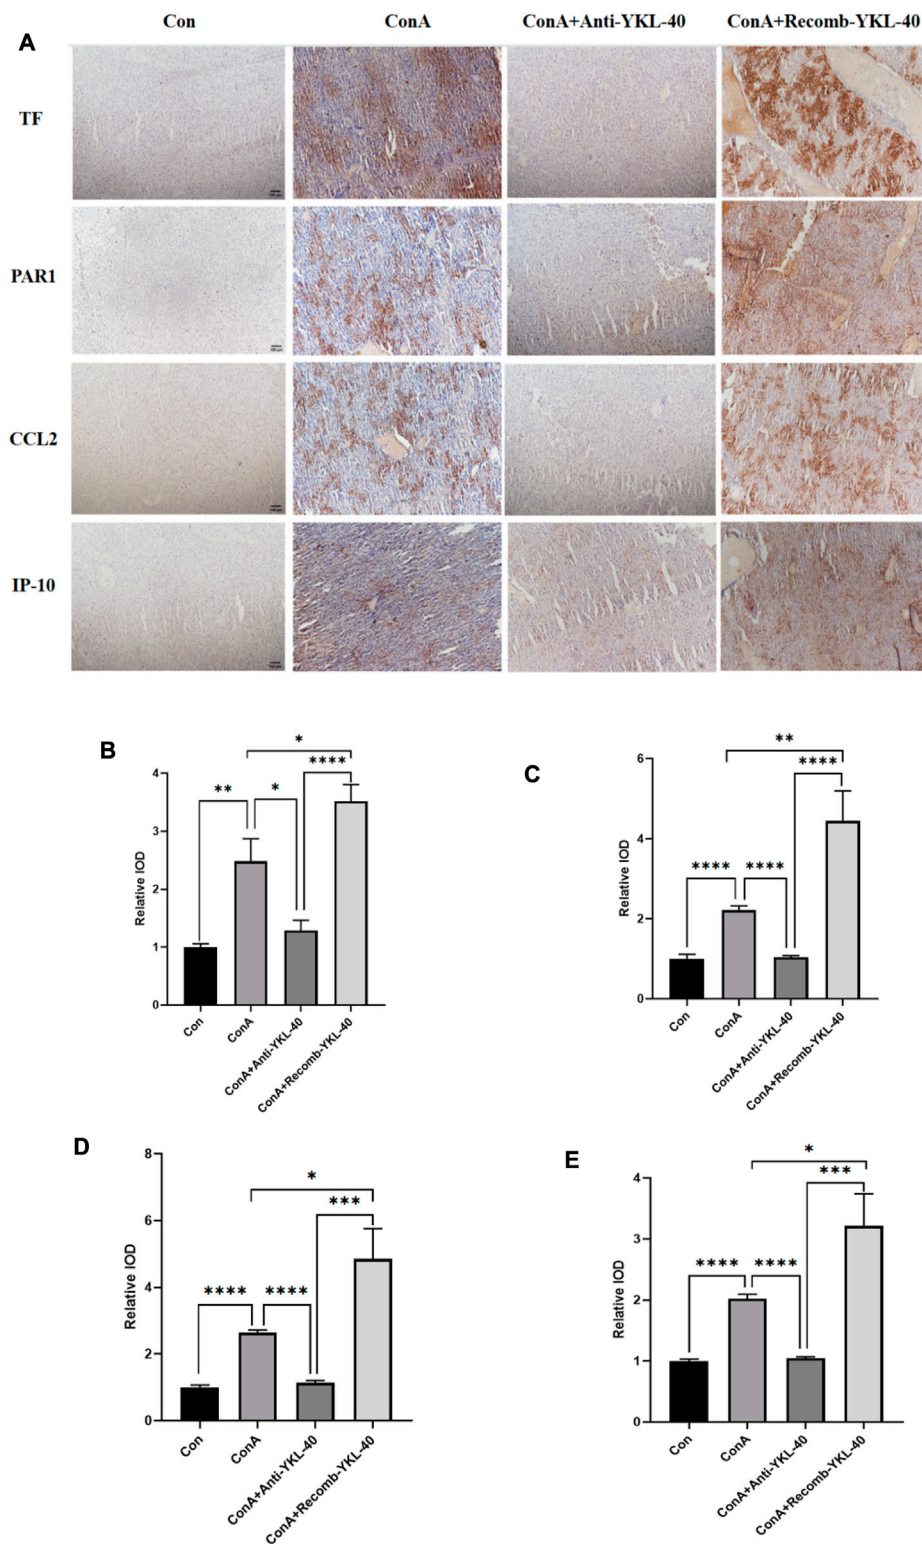 Con ConA ConA+Anti-YKL-40 ConA+Recomb-YKL-40
A
TF
PAR1
CCL2
IP-10
B
* 
** * ****
Relative IOD
4
3
2
1
0
Con ConA ConA+Anti-YKL-40 ConA+Recomb-YKL-40
C
**
****
**** ****
Relative IOD
6
4
2
0
Con ConA ConA+Anti-YKL-40 ConA+Recomb-YKL-40
D
*
***
**** ****
Relative IOD
8
6
4
2
0
Con ConA ConA+Anti-YKL-40 ConA+Recomb-YKL-40
E
*
***
**** ****
Relative IOD
4
3
2
1
0
Con ConA ConA+Anti-YKL-40 ConA+Recomb-YKL-40